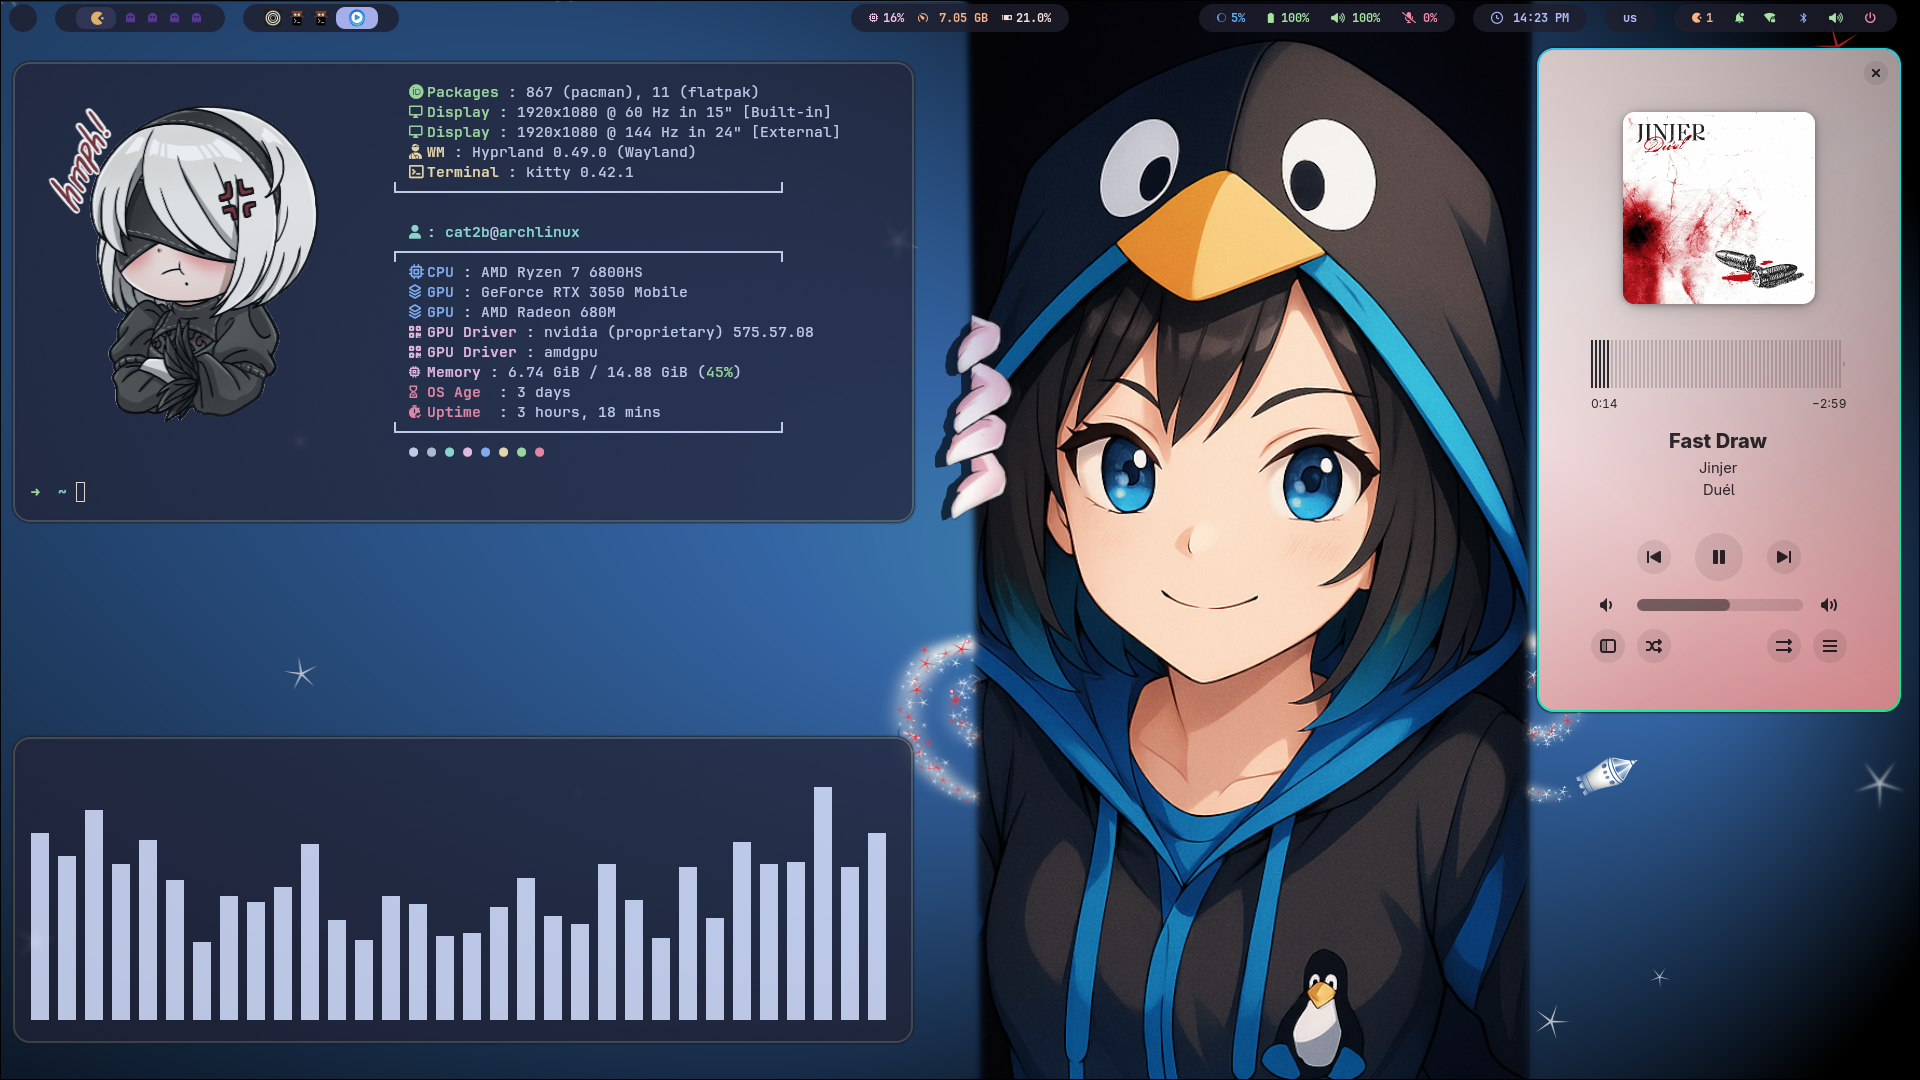 16% 7.05 GB 21.0%
5% 100% 100% 0%
14:23 PM
us
1
Packages : 867 (pacman), 11 (flatpak)
Display : 1920x1080 @ 60 Hz in 15" [Built-in]
Display : 1920x1080 @ 144 Hz in 24" [External]
WM : Hyprland 0.49.0 (Wayland)
Terminal : kitty 0.42.1
: cat2b@archlinux
CPU : AMD Ryzen 7 6800HS
GPU : GeForce RTX 3050 Mobile
GPU : AMD Radeon 680M
GPU Driver : nvidia (proprietary) 575.57.08
GPU Driver : amdgpu
Memory : 6.74 GiB / 14.88 GiB (45%)
OS Age : 3 days
Uptime : 3 hours, 18 mins
➜ ~
JINJER
Duél
0:14 −2:59
Fast Draw
Jinjer
Duél